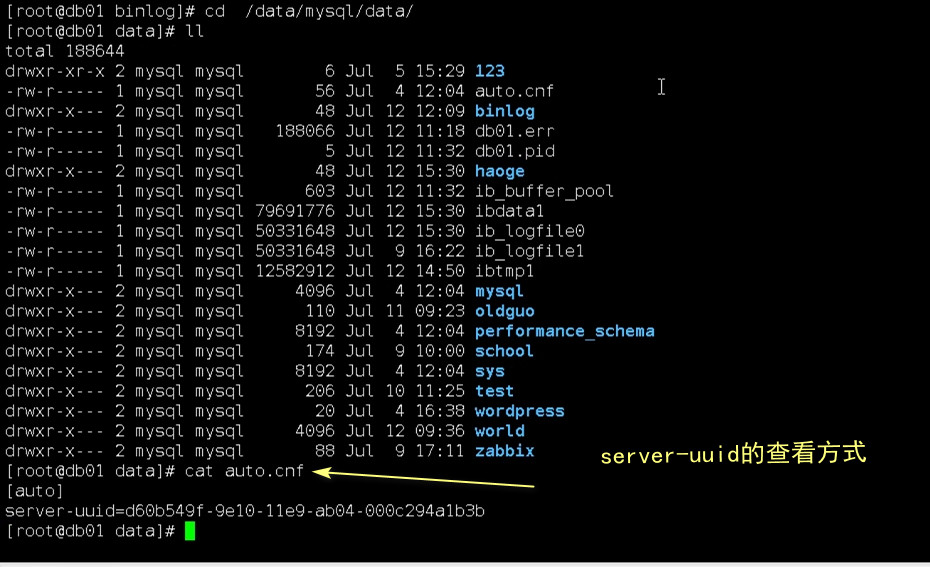 [root@db01 binlog]# cd  /data/mysql/data/
[root@db01 data]# ll
total 188644
drwxr-xr-x 2 mysql mysql        6 Jul  5 15:29 123
-rw-r----- 1 mysql mysql       56 Jul  4 12:04 auto.cnf
drwxr-x--- 2 mysql mysql       48 Jul 12 12:09 binlog
-rw-r----- 1 mysql mysql   188066 Jul 12 11:18 db01.err
-rw-r----- 1 mysql mysql        5 Jul 12 11:32 db01.pid
drwxr-x--- 2 mysql mysql       48 Jul 12 15:30 haoge
-rw-r----- 1 mysql mysql      603 Jul 12 11:32 ib_buffer_pool
-rw-r----- 1 mysql mysql 79691776 Jul 12 15:30 ibdata1
-rw-r----- 1 mysql mysql 50331648 Jul 12 15:30 ib_logfile0
-rw-r----- 1 mysql mysql 50331648 Jul  9 16:22 ib_logfile1
-rw-r----- 1 mysql mysql 12582912 Jul 12 14:50 ibtmp1
drwxr-x--- 2 mysql mysql     4096 Jul  4 12:04 mysql
drwxr-x--- 2 mysql mysql      110 Jul 11 09:23 oldguo
drwxr-x--- 2 mysql mysql     8192 Jul  4 12:04 performance_schema
drwxr-x--- 2 mysql mysql      174 Jul  9 10:00 school
drwxr-x--- 2 mysql mysql     8192 Jul  4 12:04 sys
drwxr-x--- 2 mysql mysql      206 Jul 10 11:25 test
drwxr-x--- 2 mysql mysql       20 Jul  4 16:38 wordpress
drwxr-x--- 2 mysql mysql     4096 Jul 12 09:36 world
drwxr-x--- 2 mysql mysql       88 Jul  9 17:11 zabbix
server-uuid的查看方式
[root@db01 data]# cat auto.cnf
[auto]
server-uuid=d60b549f-9e10-11e9-ab04-000c294a1b3b
[root@db01 data]#